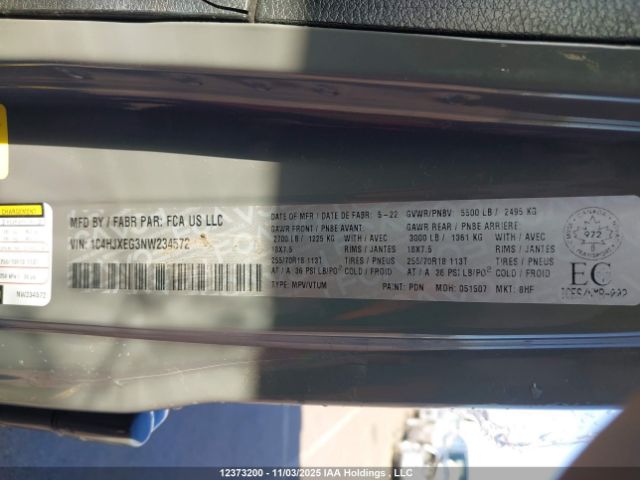 MFD BY / FABR PAR: FCA US LLC
VIN: 1C4HJXEG3NW234572
DATE OF MFR / DATE DE FABR: 5-22 GVWR/PNBV: 5500 LB / 2495 KG
GAWR FRONT / PNBE AVANT: GAWR REAR / PNBE ARRIERE:
2700 LB / 1225 KG WITH / AVEC 3000 LB / 1361 KG WITH / AVEC
18X7.5 RIMS / JANTES 18X7.5 RIMS / JANTES
255/70R18 113T TIRES / PNEUS 255/70R18 113T TIRES / PNEUS
AT / A 36 PSI LB/PO² COLD / FROID AT / A 36 PSI LB/PO² COLD / FROID
TYPE: MPV/VTUM PAINT: PDN MDH: 051507 MKT: BHF
CANADA
972
TRANSPORT
EC
NW234572
12373200 - 11/03/2025 IAA Holdings , LLC